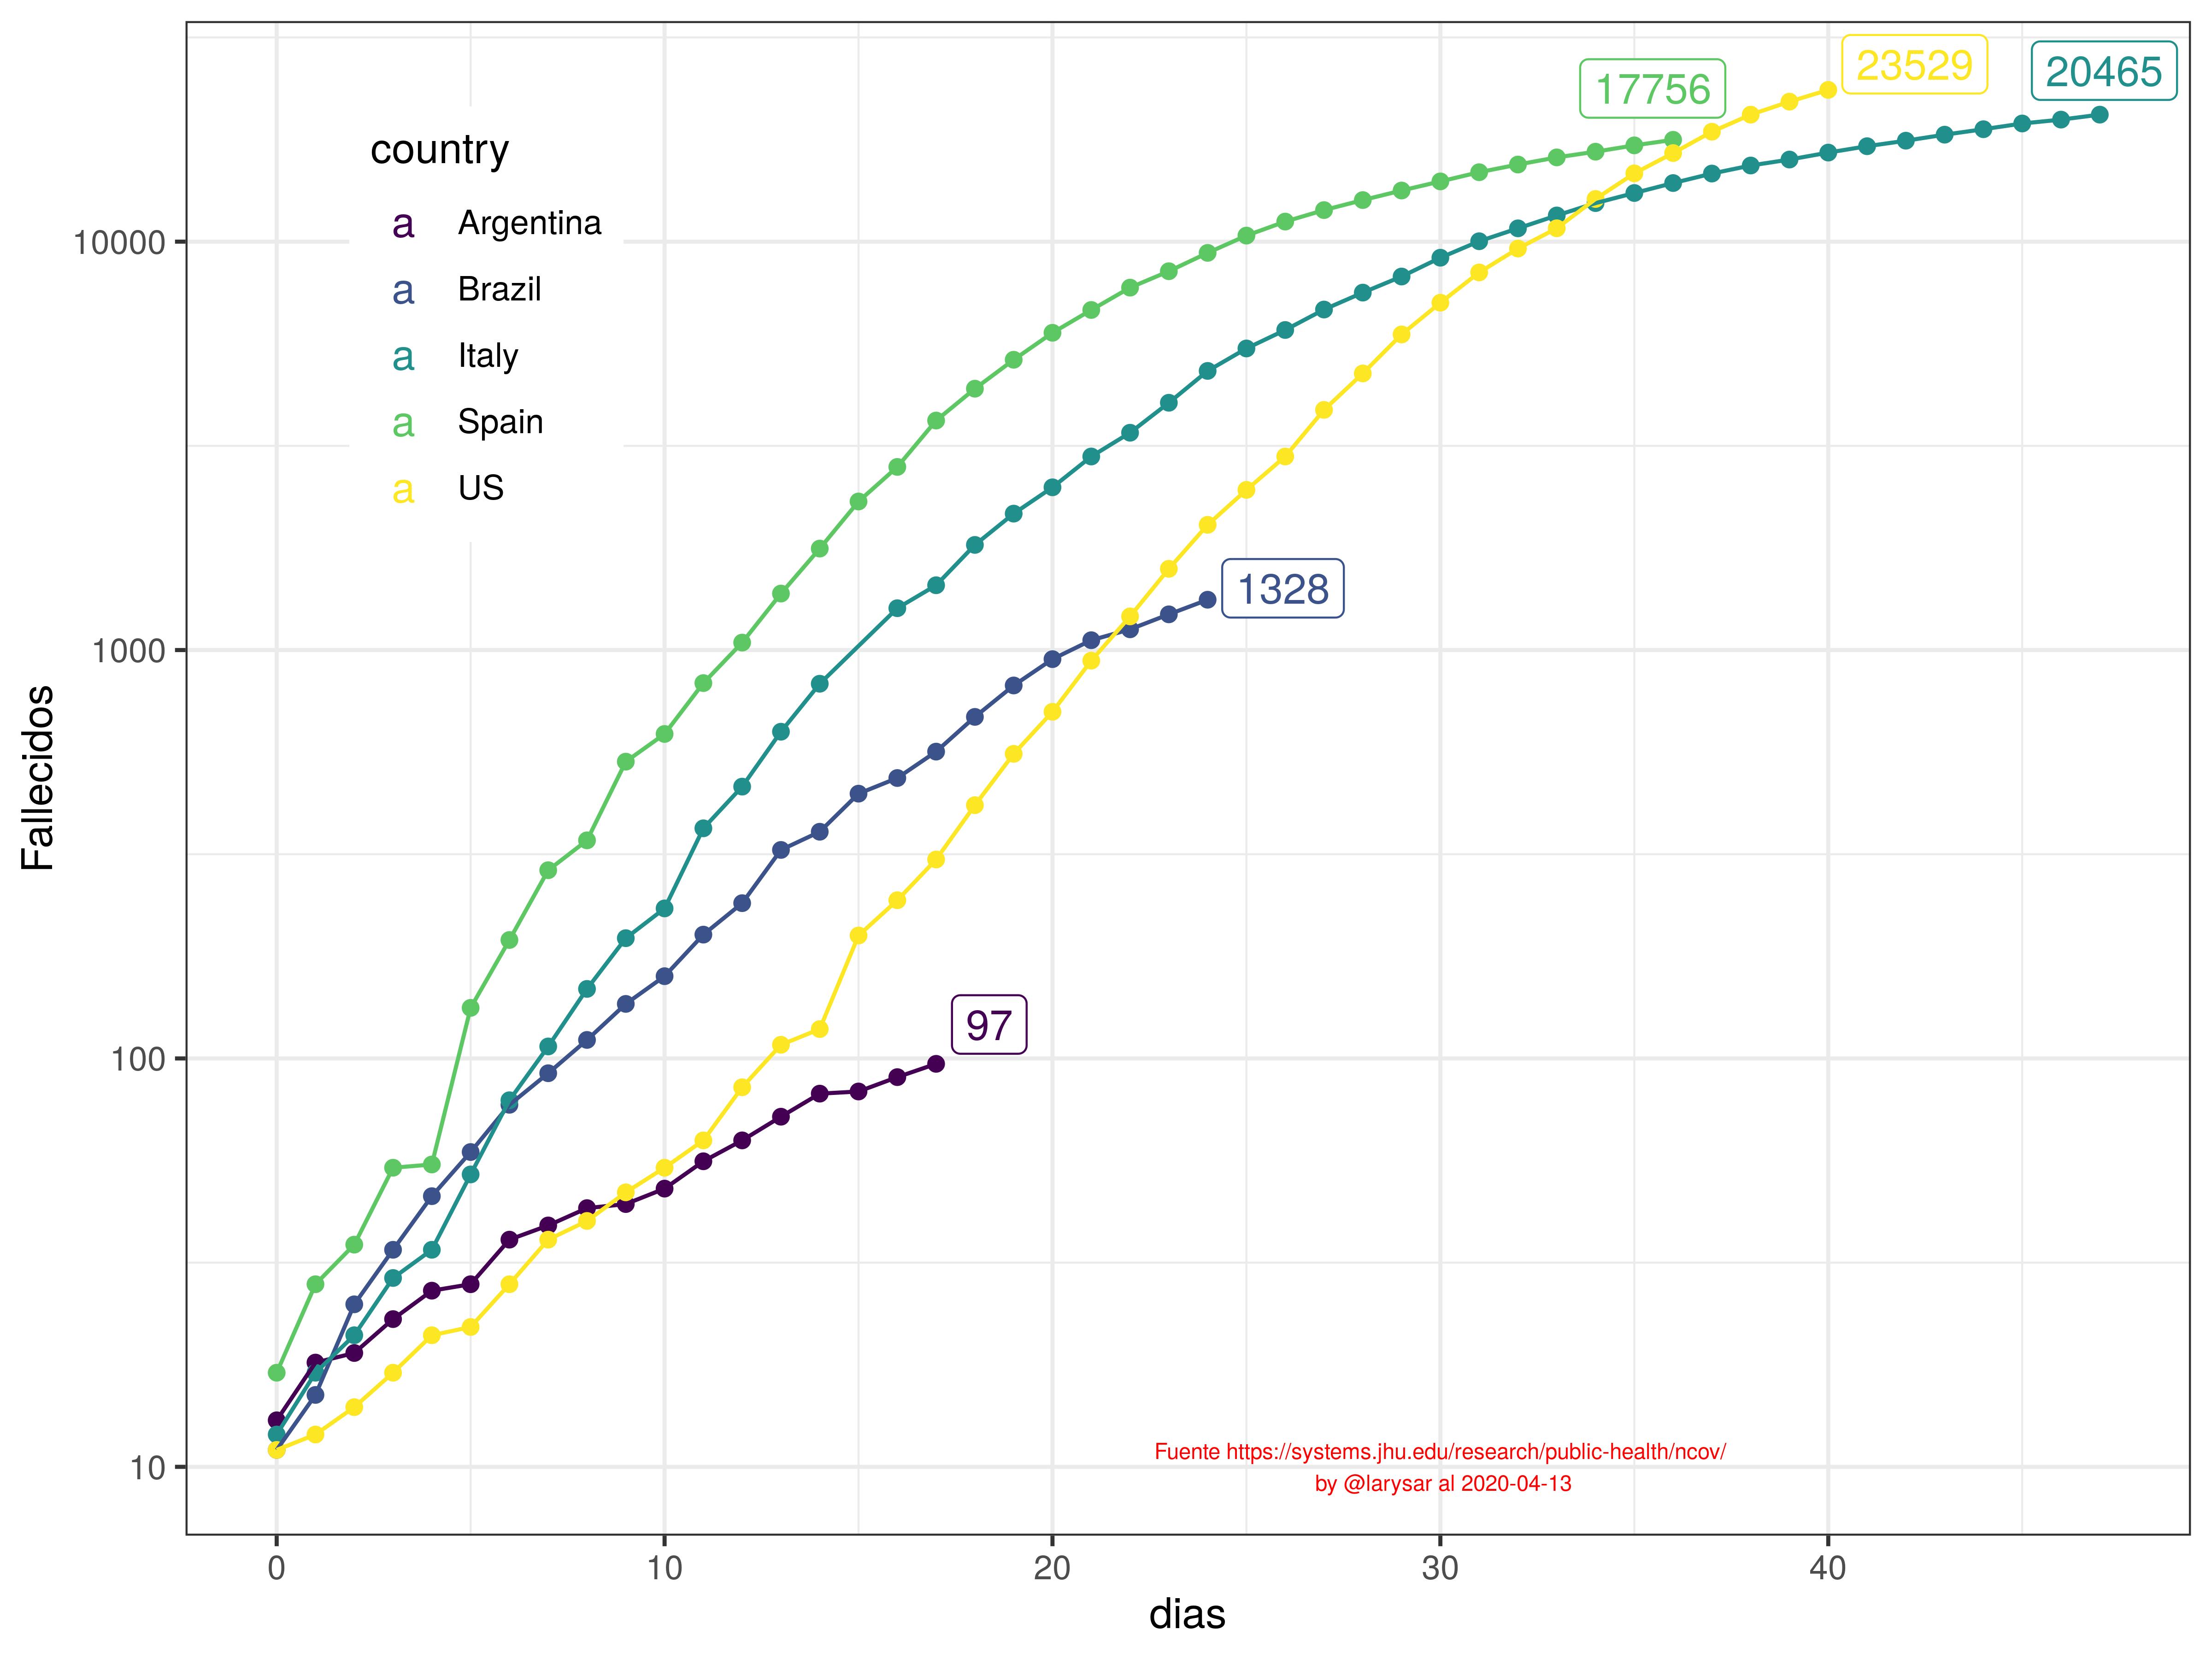 17756
23529
20465
country
a Argentina
a Brazil
a Italy
a Spain
a US
10000
1000
100
10
Fallecidos
1328
97
Fuente https://systems.jhu.edu/research/public-health/ncov/
by @larysar al 2020-04-13
0 10 20 30 40
dias